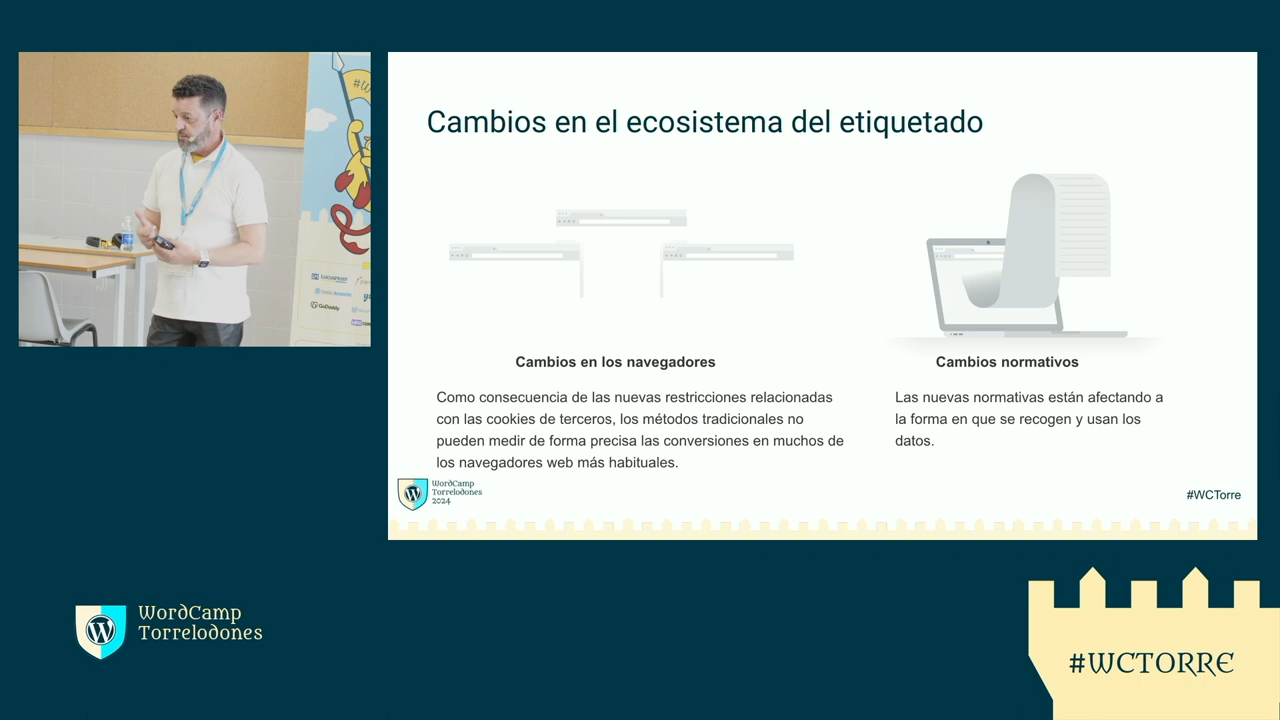 Cambios en el ecosistema del etiquetado
Cambios en los navegadores
Como consecuencia de las nuevas restricciones relacionadas
con las cookies de terceros, los métodos tradicionales no
pueden medir de forma precisa las conversiones en muchos de
los navegadores web más habituales.
Cambios normativos
Las nuevas normativas están afectando a
la forma en que se recogen y usan los
datos.
WordCamp
Torrelodones
2024
#WCTorre
LucusHost
GoDaddy
WordCamp
Torrelodones
#WCTORRE